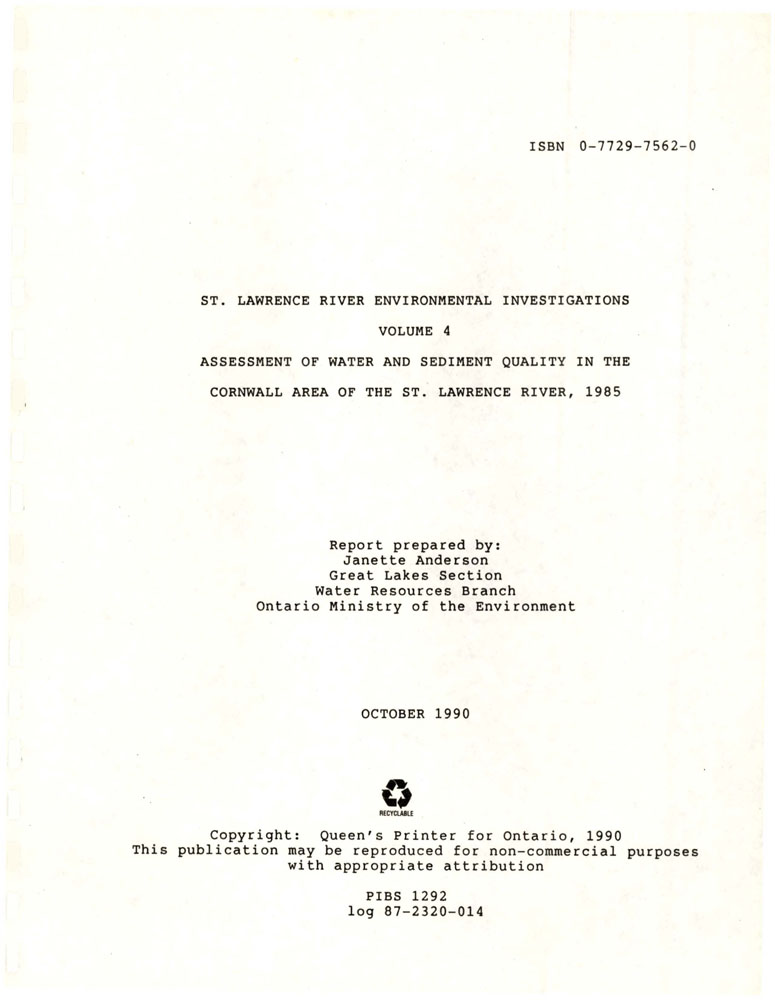 ISBN 0-7729-7562-0
ST. LAWRENCE RIVER ENVIRONMENTAL INVESTIGATIONS
VOLUME 4
ASSESSMENT OF WATER AND SEDIMENT QUALITY IN THE
CORNWALL AREA OF THE ST. LAWRENCE RIVER, 1985
Report prepared by:
Janette Anderson
Great Lakes Section
Water Resources Branch
Ontario Ministry of the Environment
OCTOBER 1990
RECYCLABLE
Copyright: Queen's Printer for Ontario, 1990
This publication may be reproduced for non-commercial purposes
with appropriate attribution
PIBS 1292
log 87-2320-014